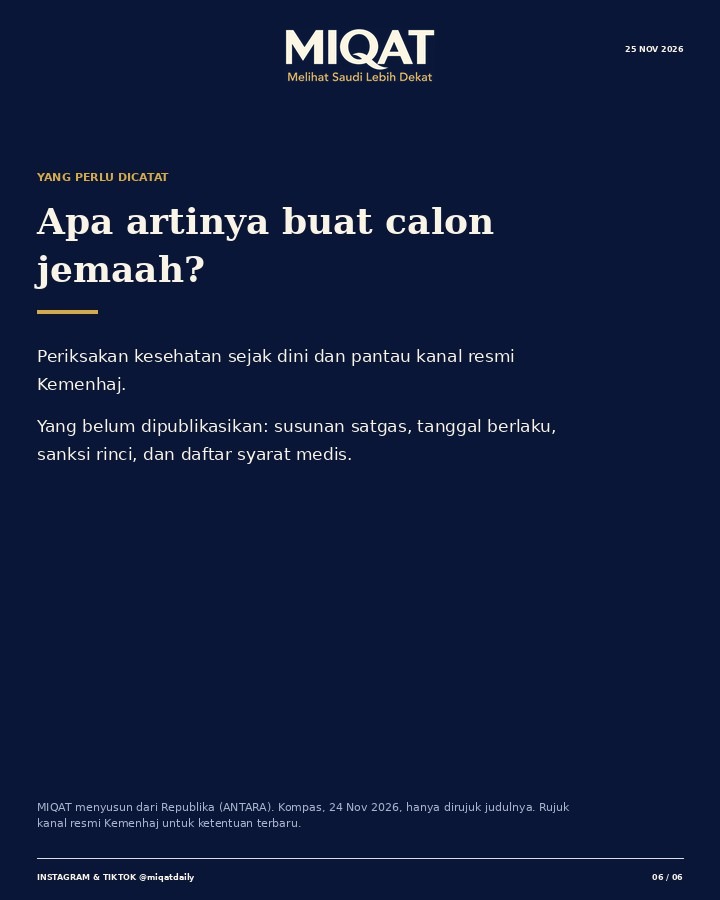 MIQAT
Melihat Saudi Lebih Dekat
25 NOV 2026
YANG PERLU DICATAT
Apa artinya buat calon
jemaah?
Periksakan kesehatan sejak dini dan pantau kanal resmi
Kemenhaj.
Yang belum dipublikasikan: susunan satgas, tanggal berlaku,
sanksi rinci, dan daftar syarat medis.
MIQAT menyusun dari Republika (ANTARA). Kompas, 24 Nov 2026, hanya dirujuk judulnya. Rujuk
kanal resmi Kemenhaj untuk ketentuan terbaru.
INSTAGRAM & TIKTOK @miqatdaily
06 / 06